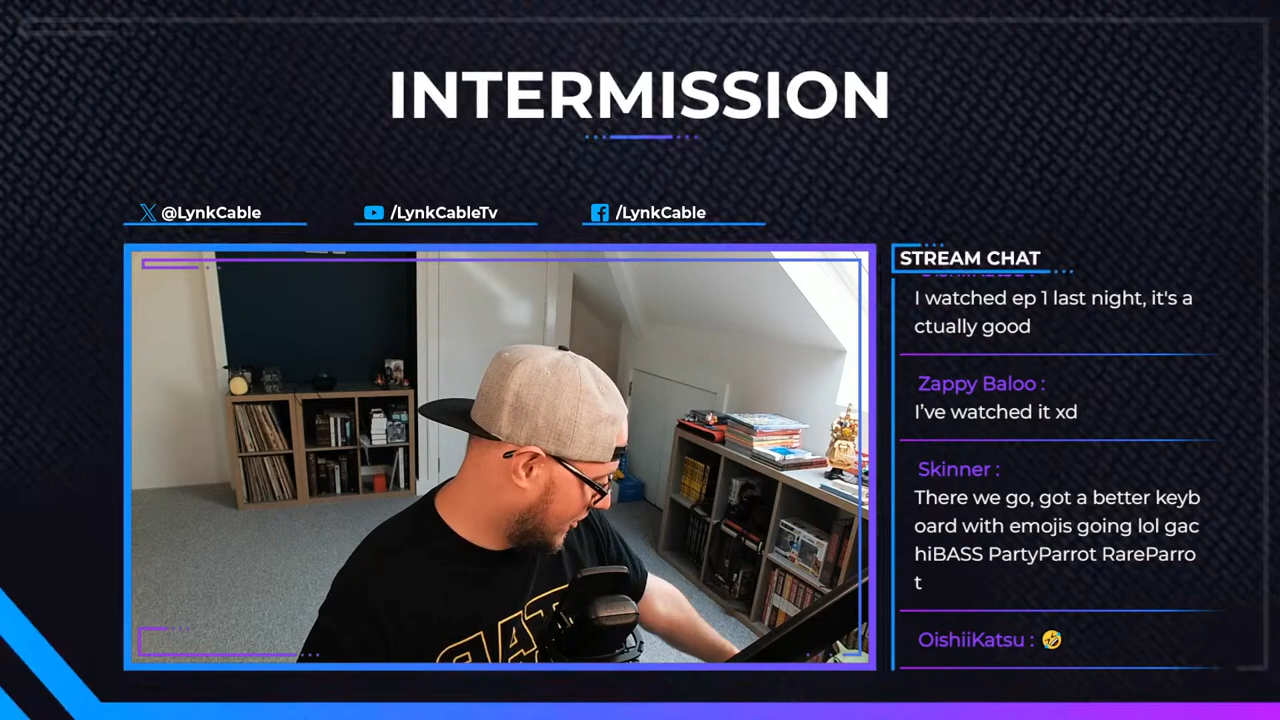 INTERMISSION
@LynkCable
/LynkCableTv
/LynkCable
STREAM CHAT
I watched ep 1 last night, it's a
ctually good
Zappy Baloo :
I've watched it xd
Skinner :
There we go, got a better keyb
oard with emojis going lol gac
hiBASS PartyParrot RareParro
t
OishiiKatsu : 🤣